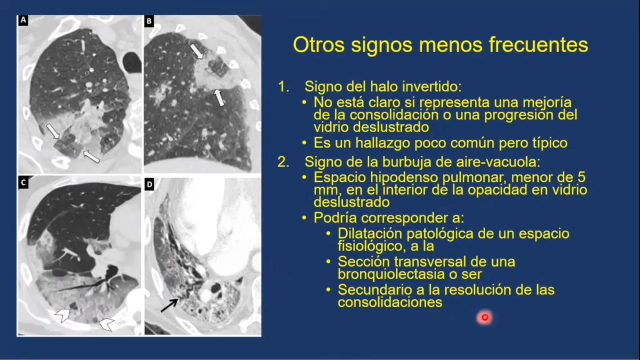 A
B
C
D
Otros signos menos frecuentes
1. Signo del halo invertido:
• No está claro si representa una mejoría
de la consolidación o una progresión del
vidrio deslustrado
• Es un hallazgo poco común pero típico
2. Signo de la burbuja de aire-vacuola:
• Espacio hipodenso pulmonar, menor de 5
mm, en el interior de la opacidad en vidrio
deslustrado
• Podría corresponder a:
• Dilatación patológica de un espacio
fisiológico, a la
• Sección transversal de una
bronquiolectasia o ser
• Secundario a la resolución de las
consolidaciones